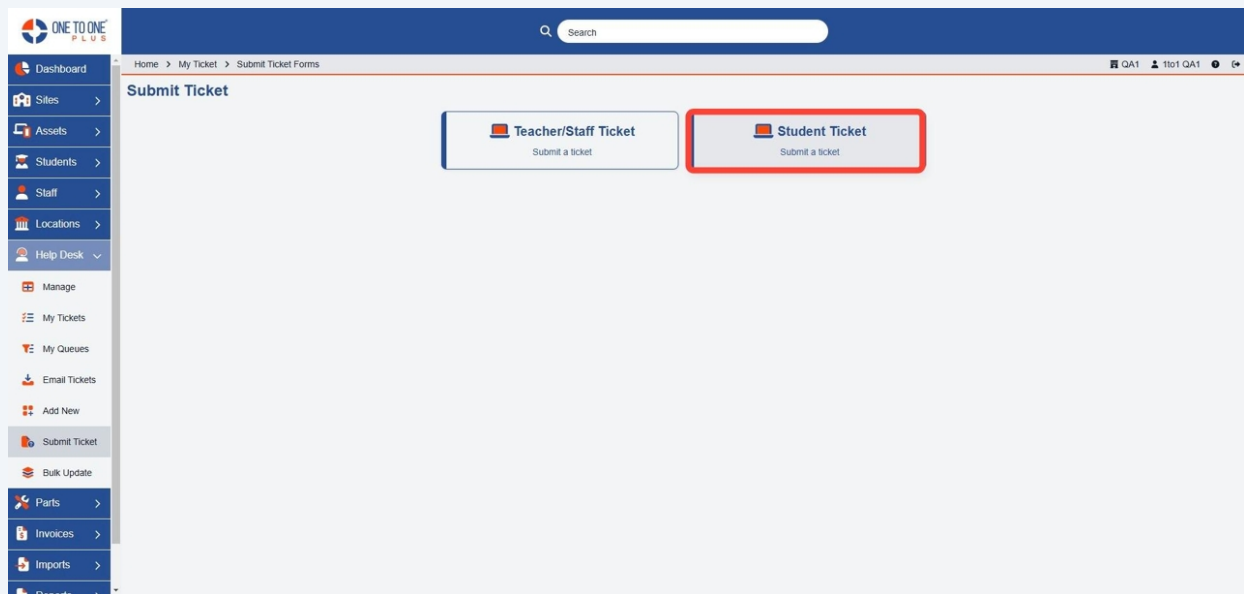 ONE TO ONE
PLUS
Search
Home > My Ticket > Submit Ticket Forms
QA1 1to1 QA1
Submit Ticket
Teacher/Staff Ticket
Submit a ticket
Student Ticket
Submit a ticket
Dashboard
Sites
Assets
Students
Staff
Locations
Help Desk
Manage
My Tickets
My Queues
Email Tickets
Add New
Submit Ticket
Bulk Update
Parts
Invoices
Imports
Reports